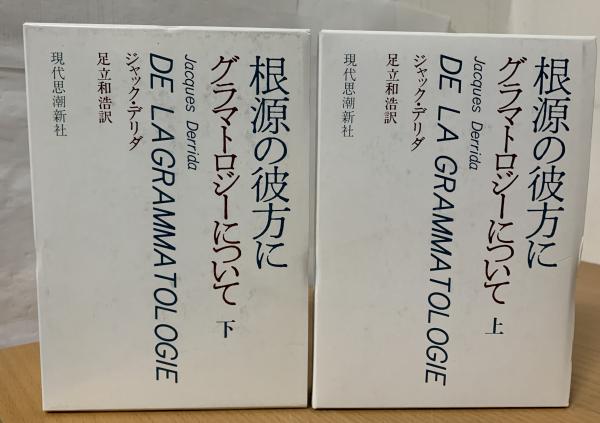 根源の彼方に
グラマトロジーについて 上
Jacques Derrida
DE LA GRAMMATOLOGIE
ジャック・デリダ
足立和浩訳
現代思潮新社
根源の彼方に
グラマトロジーについて 下
Jacques Derrida
DE LA GRAMMATOLOGIE
ジャック・デリダ
足立和浩訳
現代思潮新社